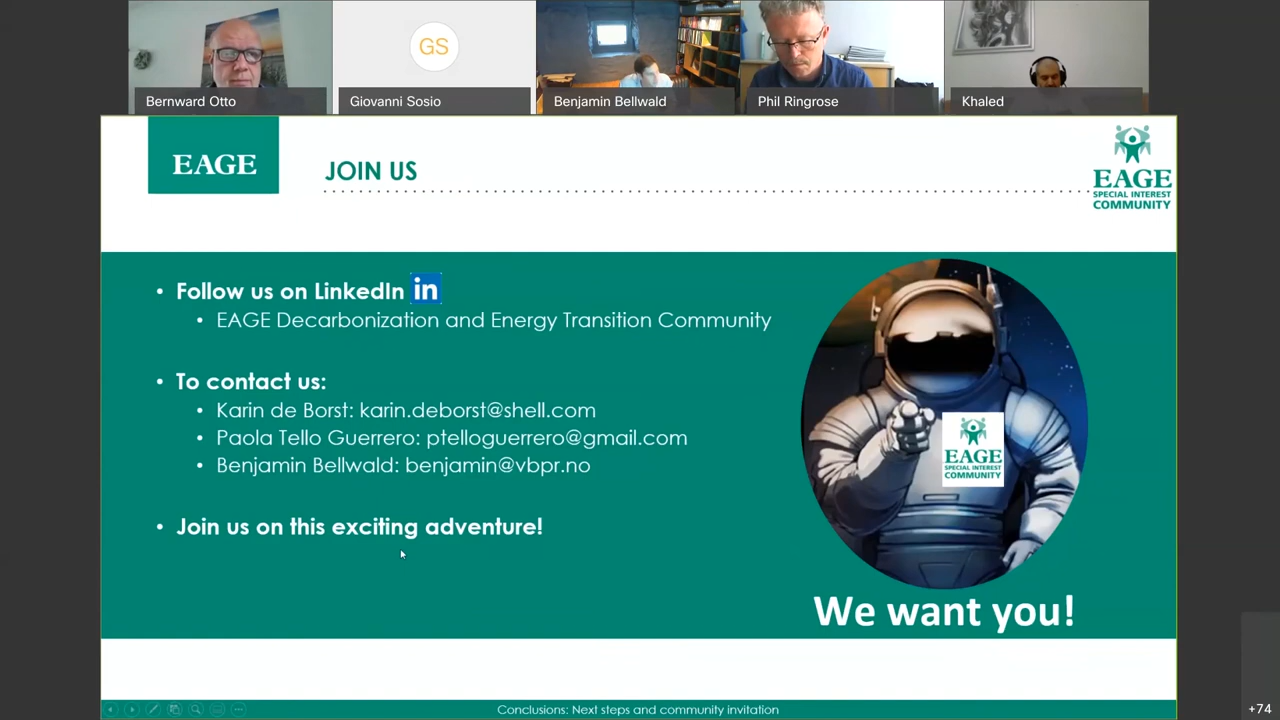 GS
Bernward Otto
Giovanni Sosio
Benjamin Bellwald
Phil Ringrose
Khaled
EAGE
JOIN US
EAGE
SPECIAL INTEREST
COMMUNITY
• Follow us on LinkedIn in
• EAGE Decarbonization and Energy Transition Community
• To contact us:
• Karin de Borst: karin.deborst@shell.com
• Paola Tello Guerrero: ptelloguerrero@gmail.com
• Benjamin Bellwald: benjamin@vbpr.no
• Join us on this exciting adventure!
EAGE
SPECIAL INTEREST
COMMUNITY
We want you!
Conclusions: Next steps and community invitation
+74